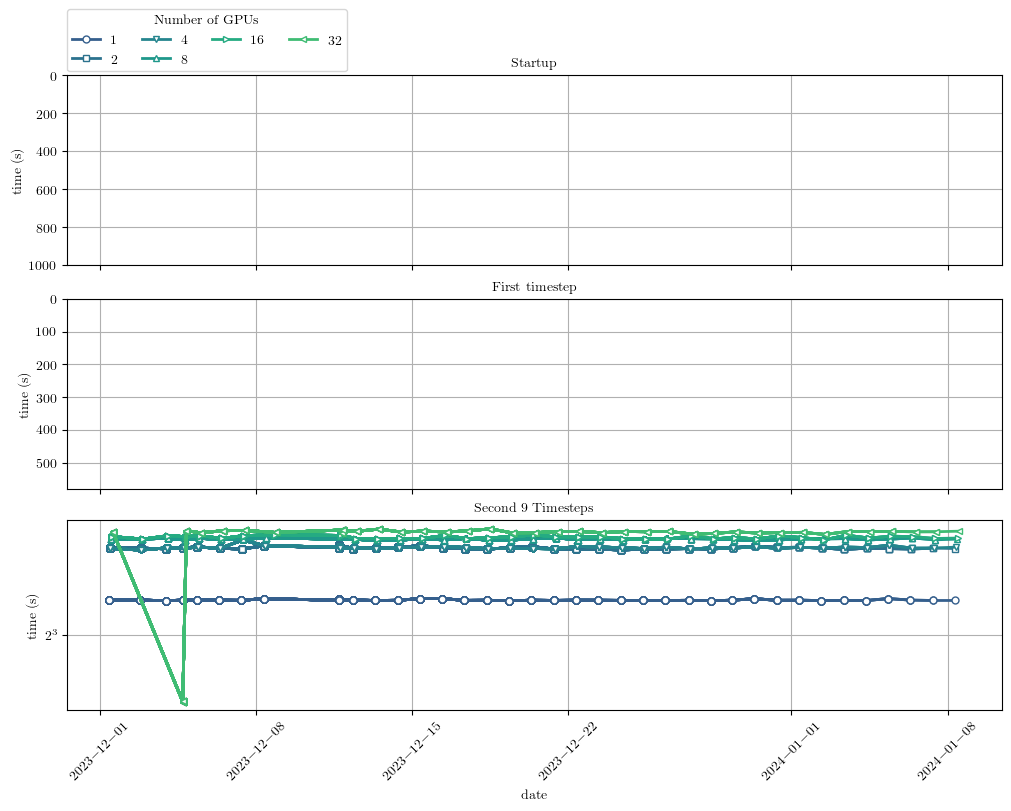 Number of GPUs
1 4 16 32
2 8
Startup
0
200
400
600
800
1000
time (s)
First timestep
0
100
200
300
400
500
time (s)
Second 9 Timesteps
2³
time (s)
2023−12−01 2023−12−08 2023−12−15 2023−12−22 2024−01−01 2024−01−08
date